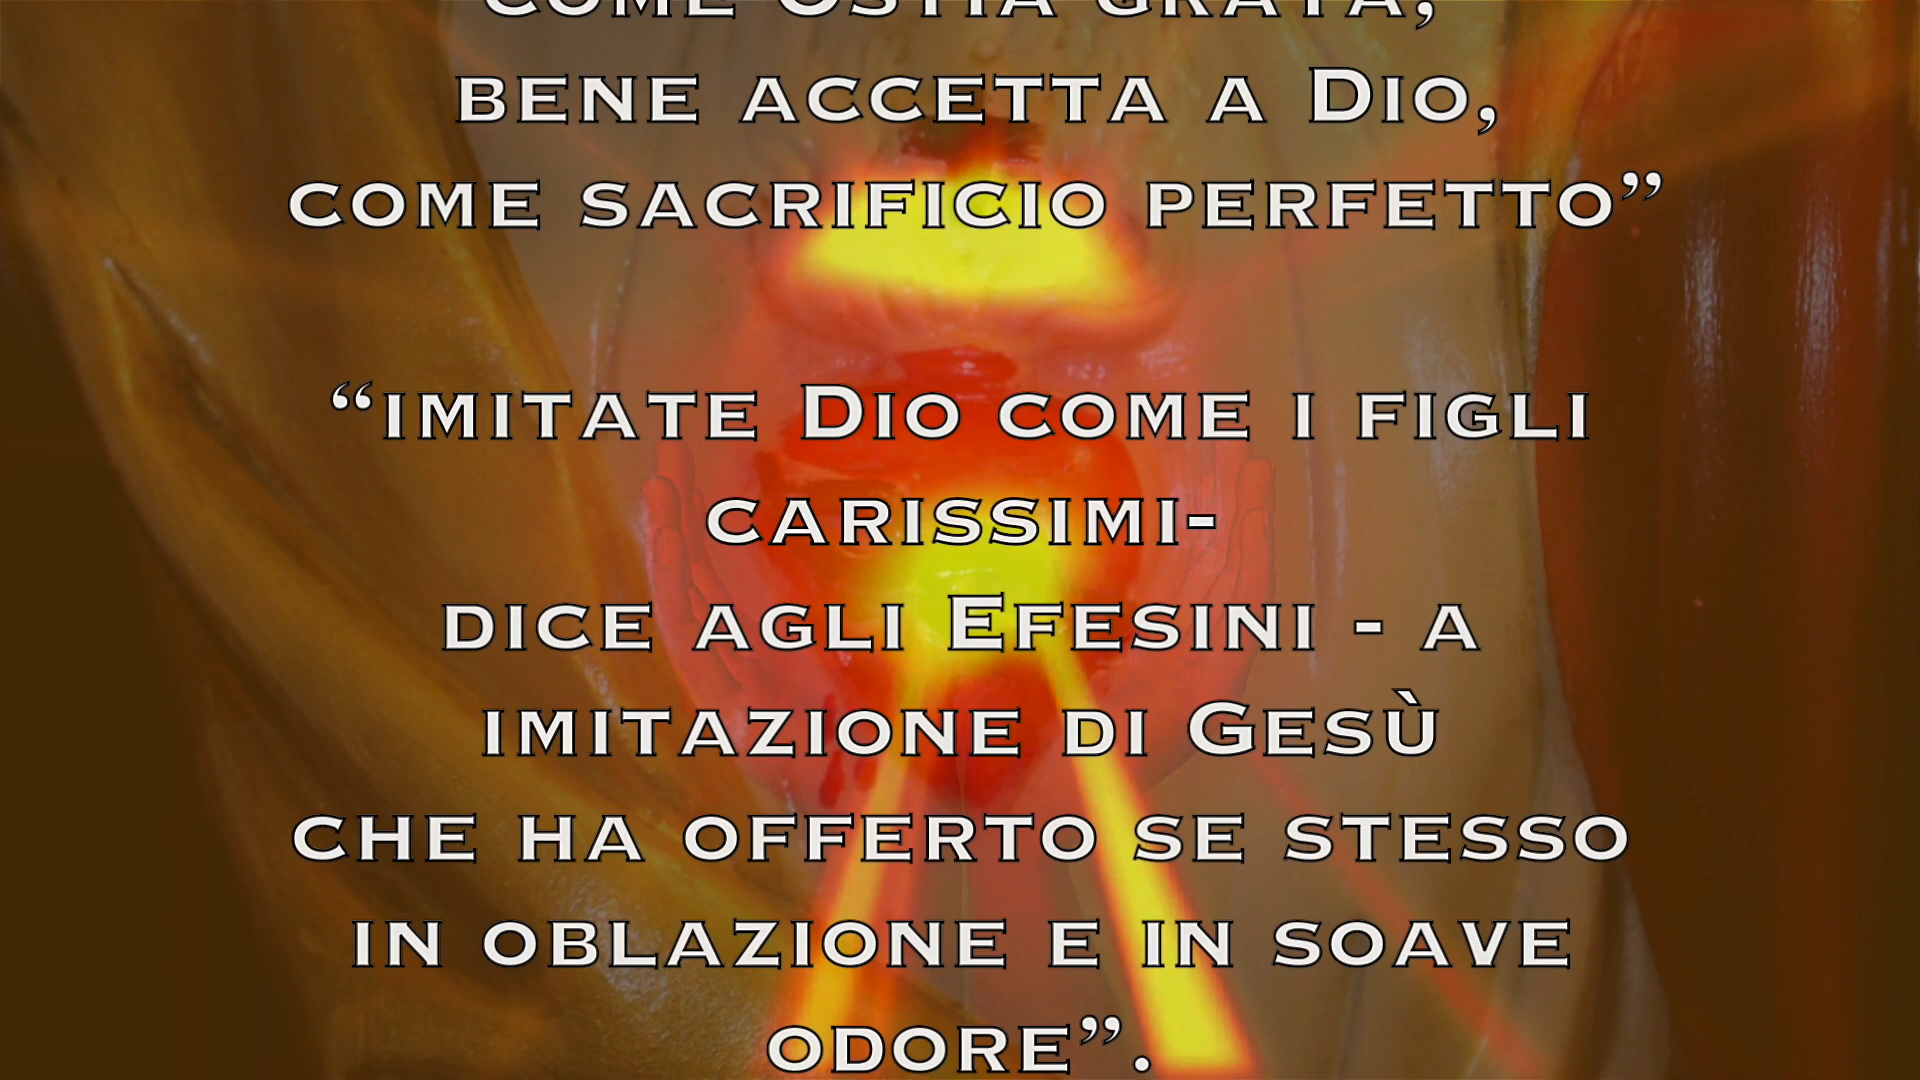 come ostia grata,
bene accetta a Dio,
come sacrificio perfetto”
“imitate Dio come i figli
carissimi-
dice agli Efesini - a
imitazione di Gesù
che ha offerto se stesso
in oblazione e in soave
odore”.